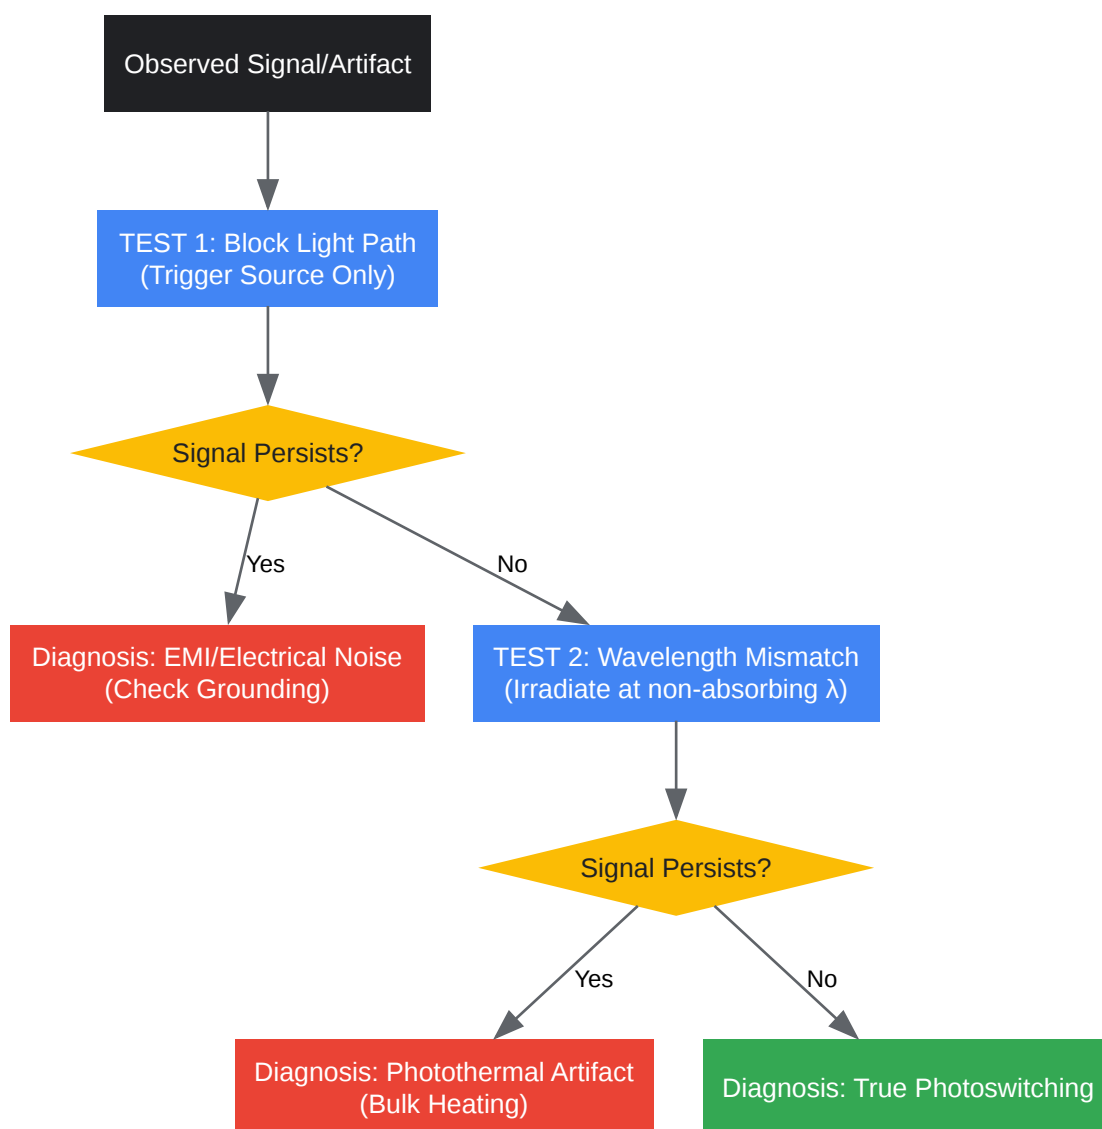 Observed Signal/Artifact
TEST 1: Block Light Path
(Trigger Source Only)
Signal Persists?
Yes
No
Diagnosis: EMI/Electrical Noise
(Check Grounding)
TEST 2: Wavelength Mismatch
(Irradiate at non-absorbing λ)
Signal Persists?
Yes
No
Diagnosis: Photothermal Artifact
(Bulk Heating)
Diagnosis: True Photoswitching